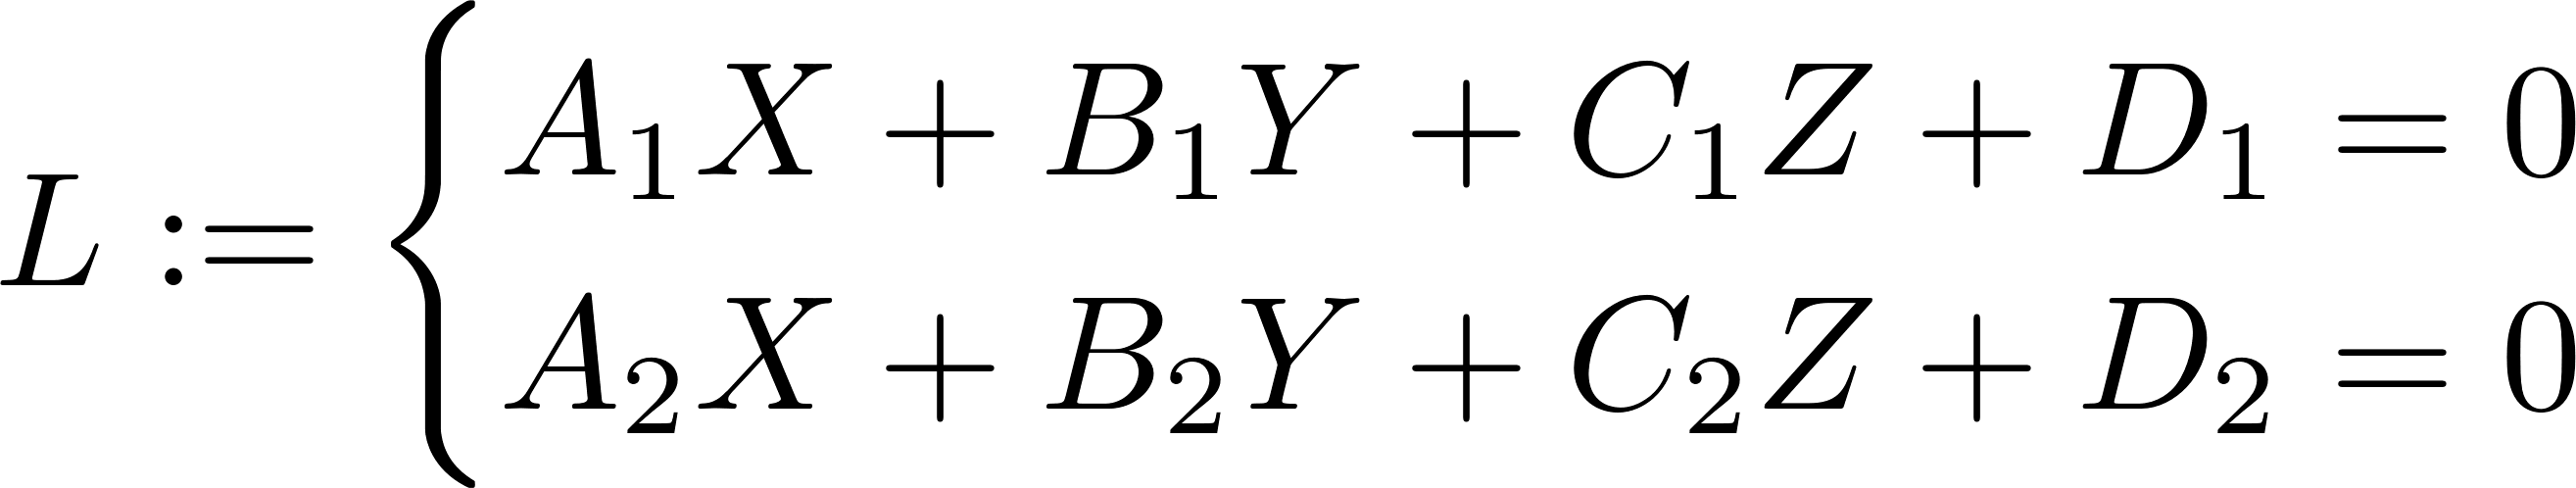 L := { A₁X + B₁Y + C₁Z + D₁ = 0
A₂X + B₂Y + C₂Z + D₂ = 0